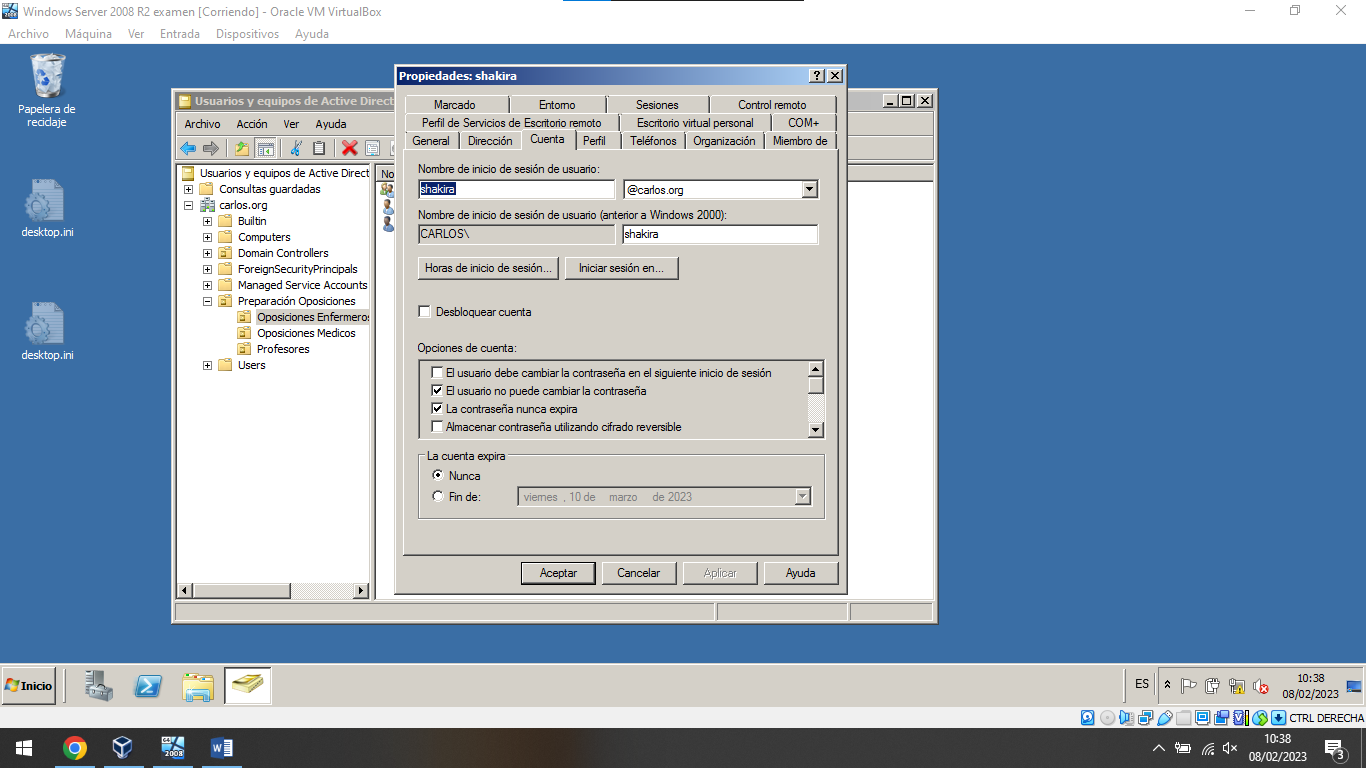 Windows Server 2008 R2 examen [Corriendo] - Oracle VM VirtualBox
Archivo Máquina Ver Entrada Dispositivos Ayuda
Papelera de
reciclaje
desktop.ini
desktop.ini
Usuarios y equipos de Active Direct
Archivo Acción Ver Ayuda
Usuarios y equipos de Active Direct
Consultas guardadas
carlos.org
Builtin
Computers
Domain Controllers
ForeignSecurityPrincipals
Managed Service Accounts
Preparación Oposiciones
Oposiciones Enfermeros
Oposiciones Medicos
Profesores
Users
No
Propiedades: shakira
Marcado Entorno Sesiones Control remoto
Perfil de Servicios de Escritorio remoto Escritorio virtual personal COM+
General Dirección Cuenta Perfil Teléfonos Organización Miembro de
Nombre de inicio de sesión de usuario:
shakira @carlos.org
Nombre de inicio de sesión de usuario (anterior a Windows 2000):
CARLOS\ shakira
Horas de inicio de sesión... Iniciar sesión en...
Desbloquear cuenta
Opciones de cuenta:
El usuario debe cambiar la contraseña en el siguiente inicio de sesión
El usuario no puede cambiar la contraseña
La contraseña nunca expira
Almacenar contraseña utilizando cifrado reversible
La cuenta expira
Nunca
Fin de: viernes , 10 de marzo de 2023
Aceptar Cancelar Aplicar Ayuda
Inicio
ES
10:38
08/02/2023
CTRL DERECHA
2008
10:38
08/02/2023
3